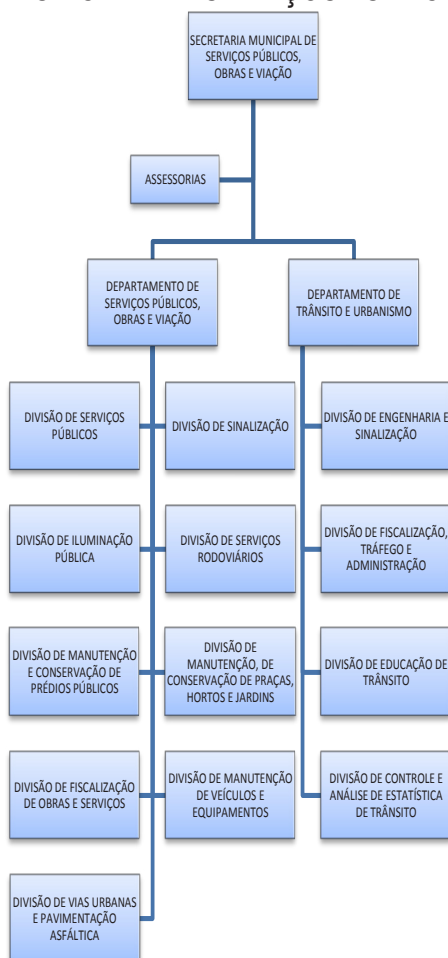 SECRETARIA MUNICIPAL DE
SERVIÇOS PÚBLICOS,
OBRAS E VIAÇÃO
ASSESSORIAS
DEPARTAMENTO DE
SERVIÇOS PÚBLICOS,
OBRAS E VIAÇÃO
DEPARTAMENTO DE
TRÂNSITO E URBANISMO
DIVISÃO DE SERVIÇOS
PÚBLICOS
DIVISÃO DE SINALIZAÇÃO
DIVISÃO DE ENGENHARIA E
SINALIZAÇÃO
DIVISÃO DE ILUMINAÇÃO
PÚBLICA
DIVISÃO DE SERVIÇOS
RODOVIÁRIOS
DIVISÃO DE FISCALIZAÇÃO,
TRÁFEGO E
ADMINISTRAÇÃO
DIVISÃO DE MANUTENÇÃO
E CONSERVAÇÃO DE
PRÉDIOS PÚBLICOS
DIVISÃO DE
MANUTENÇÃO, DE
CONSERVAÇÃO DE PRAÇAS,
HORTOS E JARDINS
DIVISÃO DE EDUCAÇÃO DE
TRÂNSITO
DIVISÃO DE FISCALIZAÇÃO
DE OBRAS E SERVIÇOS
DIVISÃO DE MANUTENÇÃO
DE VEÍCULOS E
EQUIPAMENTOS
DIVISÃO DE CONTROLE E
ANÁLISE DE ESTATÍSTICA
DE TRÂNSITO
DIVISÃO DE VIAS URBANAS
E PAVIMENTAÇÃO
ASFÁLTICA